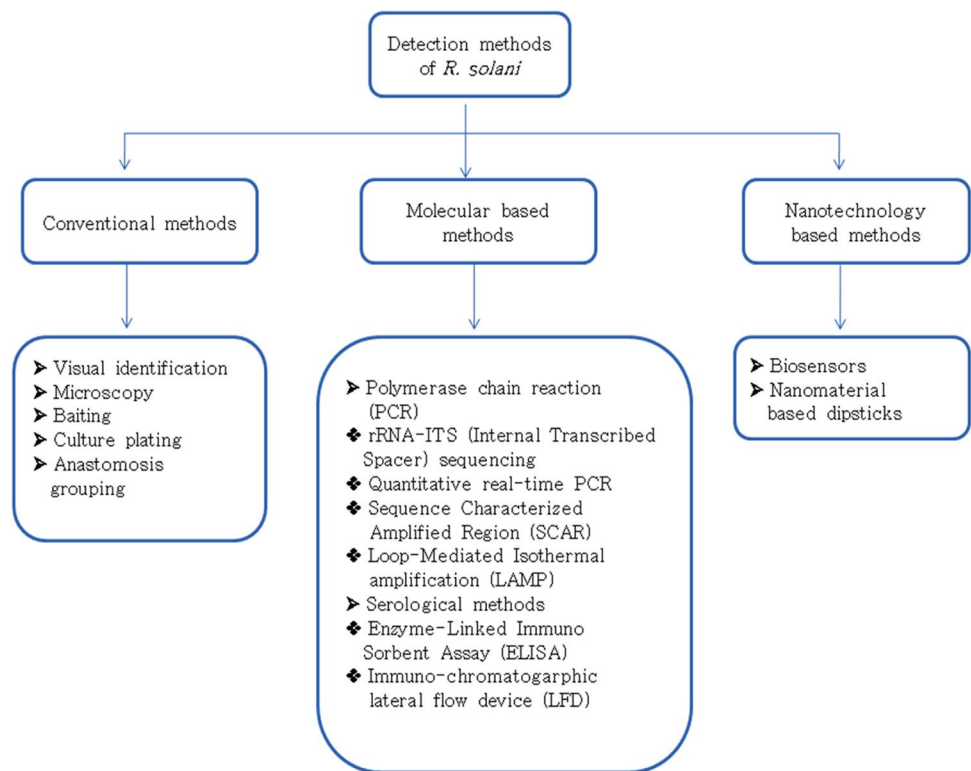 Detection methods
of R. solani
Conventional methods
Molecular based
methods
Nanotechnology
based methods
➤ Visual identification
➤ Microscopy
➤ Baiting
➤ Culture plating
➤ Anastomosis
grouping
➤ Polymerase chain reaction
(PCR)
❖ rRNA-ITS (Internal Transcribed
Spacer) sequencing
❖ Quantitative real-time PCR
❖ Sequence Characterized
Amplified Region (SCAR)
❖ Loop-Mediated Isothermal
amplification (LAMP)
➤ Serological methods
❖ Enzyme-Linked Immuno
Sorbent Assay (ELISA)
❖ Immuno-chromatogarphic
lateral flow device (LFD)
➤ Biosensors
➤ Nanomaterial
based dipsticks